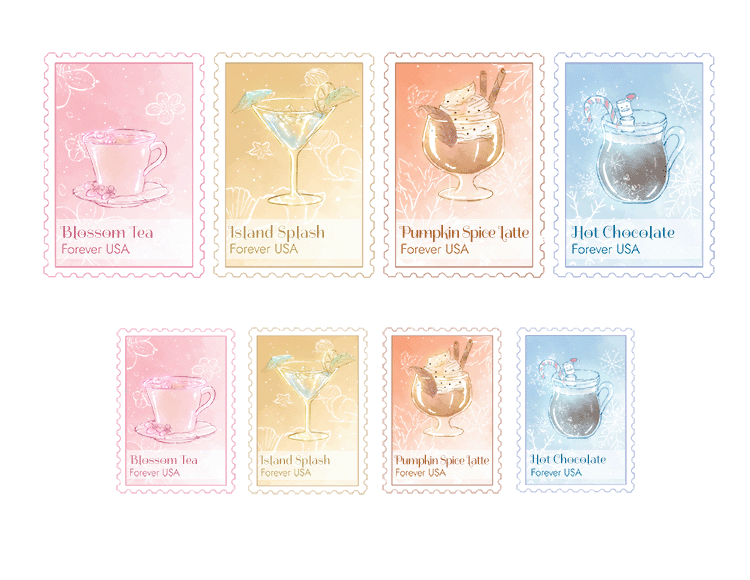 Blossom Tea
Forever USA
Island Splash
Forever USA
Pumpkin Spice Latte
Forever USA
Hot Chocolate
Forever USA
Blossom Tea
Forever USA
Island Splash
Forever USA
Pumpkin Spice Latte
Forever USA
Hot Chocolate
Forever USA